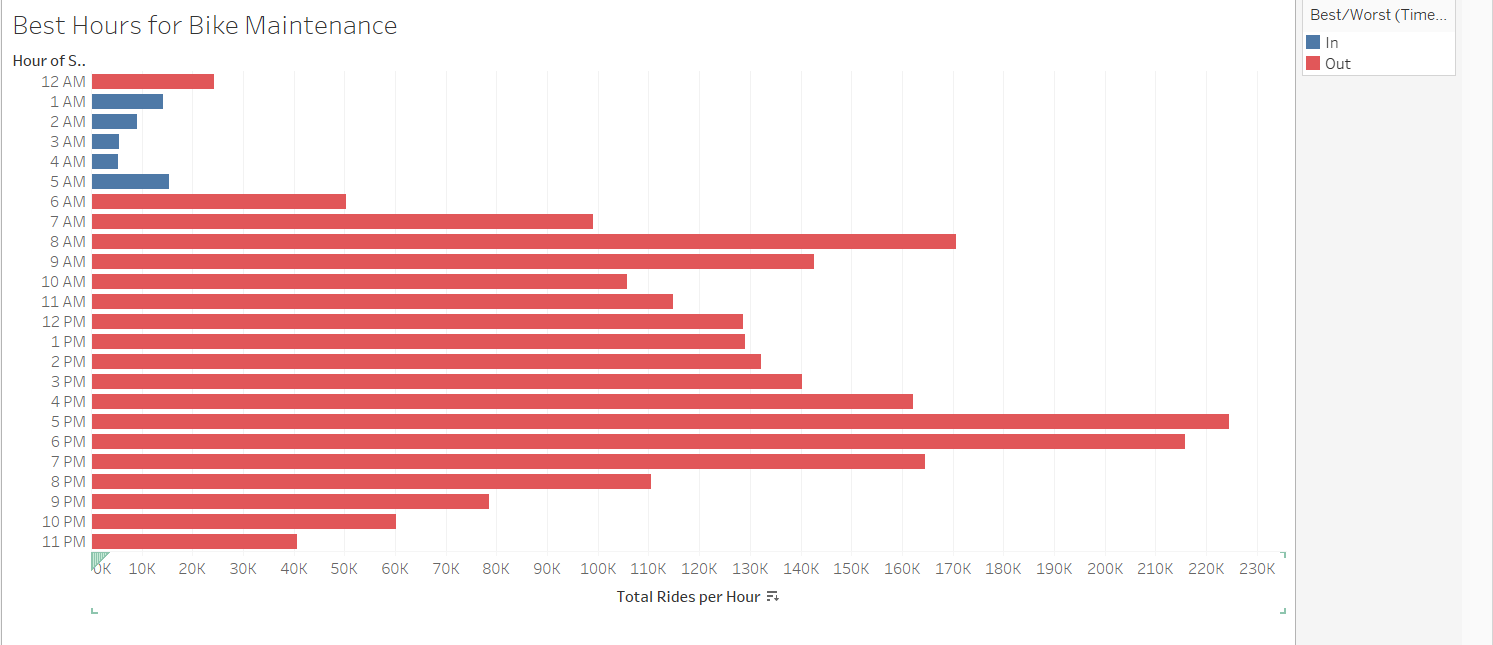 Best Hours for Bike Maintenance
Hour of S..
12 AM
1 AM
2 AM
3 AM
4 AM
5 AM
6 AM
7 AM
8 AM
9 AM
10 AM
11 AM
12 PM
1 PM
2 PM
3 PM
4 PM
5 PM
6 PM
7 PM
8 PM
9 PM
10 PM
11 PM
0K 10K 20K 30K 40K 50K 60K 70K 80K 90K 100K 110K 120K 130K 140K 150K 160K 170K 180K 190K 200K 210K 220K 230K
Total Rides per Hour
Best/Worst (Time...
In
Out